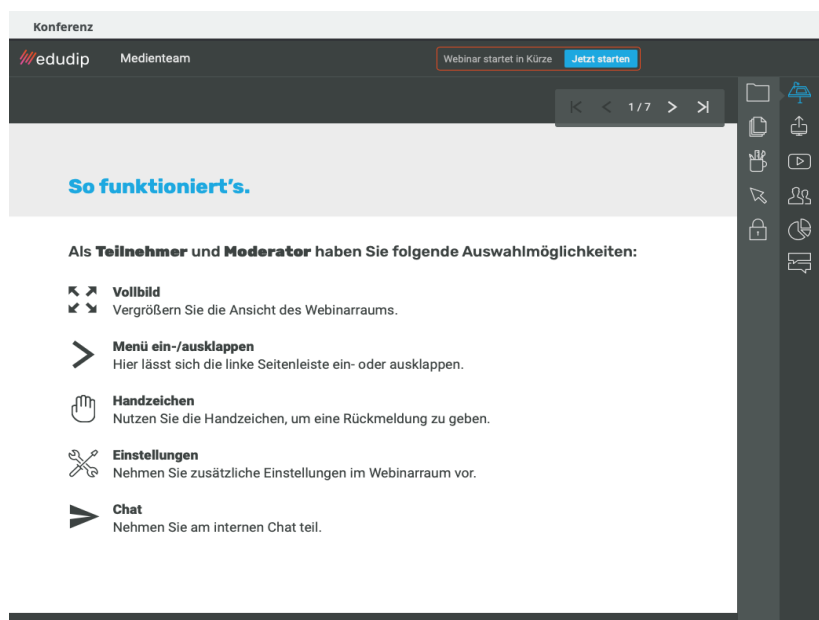 Konferenz
edudip
Medienteam
Webinar startet in Kürze
Jetzt starten
1/7
So funktioniert's.
Als Teilnehmer und Moderator haben Sie folgende Auswahlmöglichkeiten:
Vollbild
Vergrößern Sie die Ansicht des Webinarraums.
Menü ein-/ausklappen
Hier lässt sich die linke Seitenleiste ein- oder ausklappen.
Handzeichen
Nutzen Sie die Handzeichen, um eine Rückmeldung zu geben.
Einstellungen
Nehmen Sie zusätzliche Einstellungen im Webinarraum vor.
Chat
Nehmen Sie am internen Chat teil.